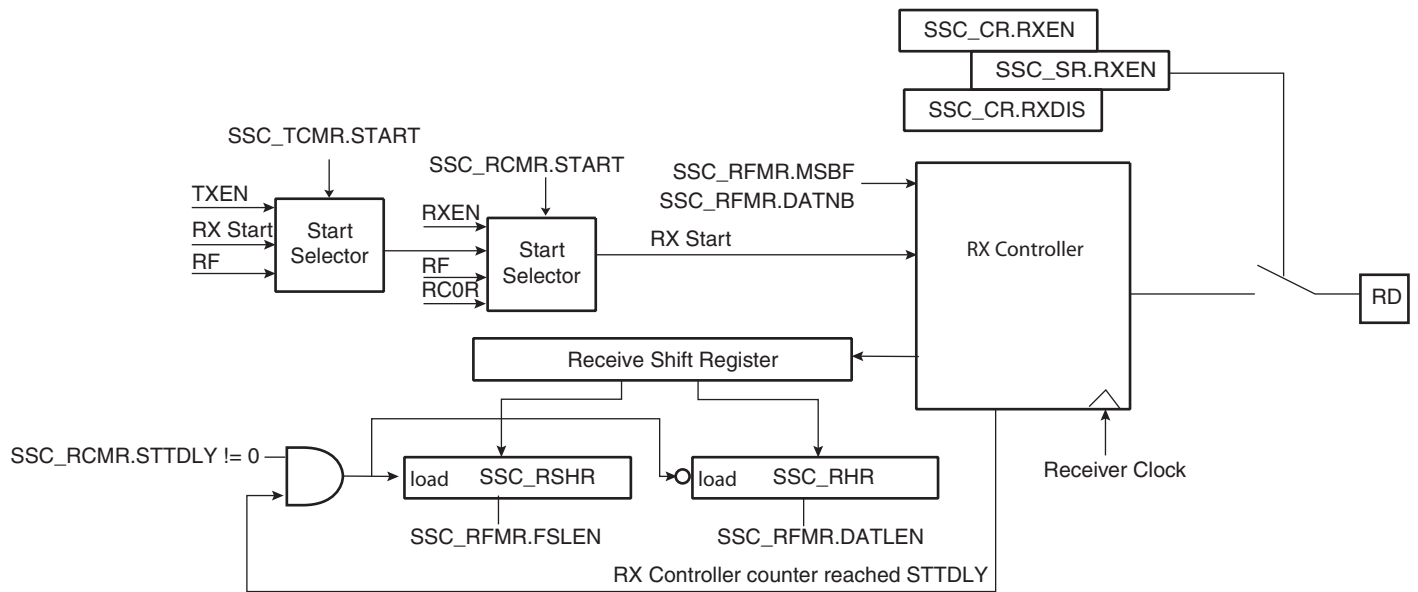 SSC_CR.RXEN
SSC_SR.RXEN
SSC_CR.RXDIS
SSC_TCMR.START
SSC_RCMR.START
SSC_RFMR.MSBF
SSC_RFMR.DATNB
TXEN
RX Start
RF
Start
Selector
RXEN
RF
RC0R
Start
Selector
RX Start
RX Controller
RD
Receive Shift Register
SSC_RCMR.STTDLY != 0
load
SSC_RSHR
load
SSC_RHR
Receiver Clock
SSC_RFMR.FSLEN
SSC_RFMR.DATLEN
RX Controller counter reached STTDLY